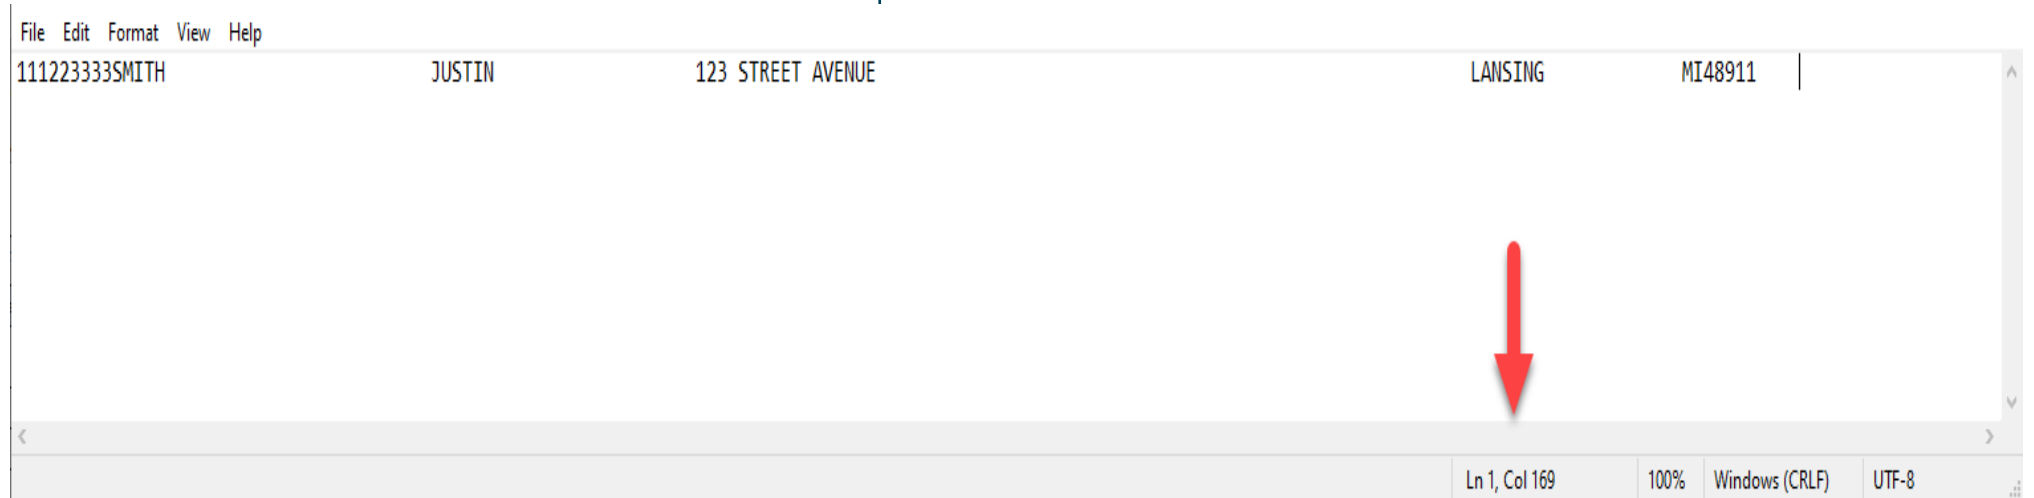 File Edit Format View Help
111223333SMITH                         JUSTIN                   123 STREET AVENUE                                                        LANSING             MI48911
Ln 1, Col 169 100% Windows (CRLF) UTF-8